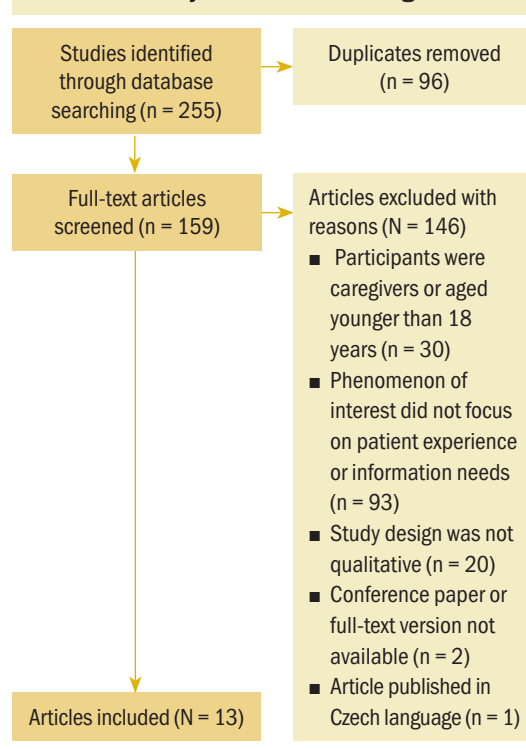 Studies identified
through database
searching (n = 255)
Duplicates removed
(n = 96)
Full-text articles
screened (n = 159)
Articles excluded with
reasons (N = 146)
■ Participants were
caregivers or aged
younger than 18
years (n = 30)
■ Phenomenon of
interest did not focus
on patient experience
or information needs
(n = 93)
■ Study design was not
qualitative (n = 20)
■ Conference paper or
full-text version not
available (n = 2)
■ Article published in
Czech language (n = 1)
Articles included (N = 13)